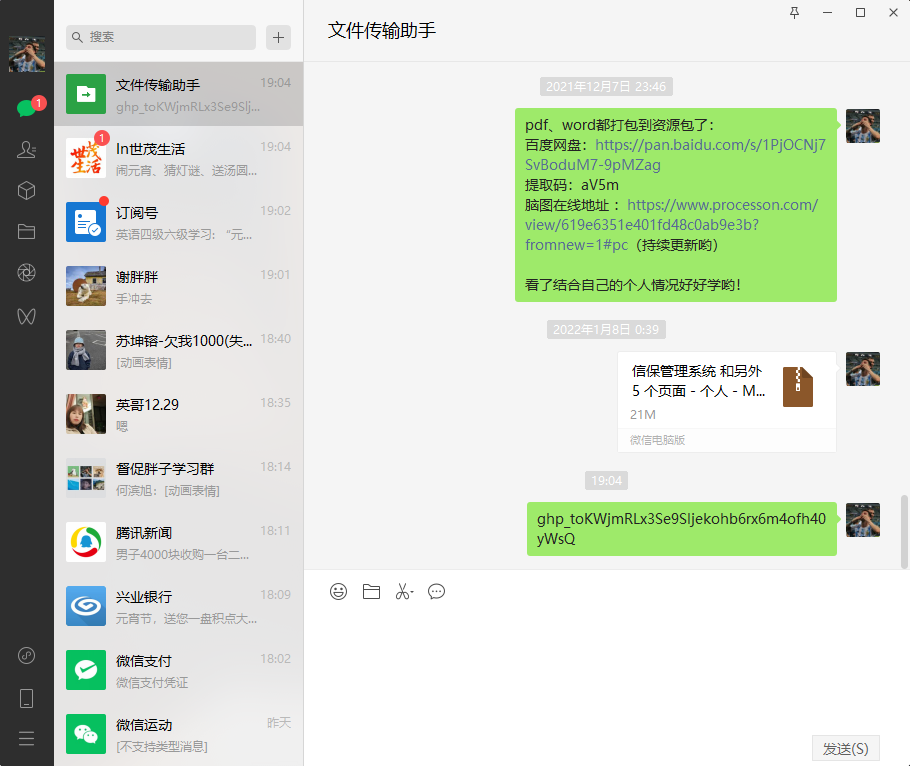 搜索
文件传输助手
19:04
ghp_toKWjmRLx3Se9Slj...
1
1
In世茂生活
19:04
闹元宵、猜灯谜、送汤圆...
世茂
生活
订阅号
19:02
英语四级六级学习: “元...
谢胖胖
19:01
手冲去
苏坤镕-欠我1000(失...
18:40
[动画表情]
英哥12.29
18:35
嗯
督促胖子学习群
18:14
何滨旭: [动画表情]
腾讯新闻
18:11
男子4000块收购一台二...
兴业银行
18:09
元宵节，送您一盘积点大...
微信支付
18:02
微信支付凭证
微信运动
昨天
[不支持类型消息]
文件传输助手
2021年12月7日 23:46
pdf、word都打包到资源包了:
百度网盘: https://pan.baidu.com/s/1PjOCNj7
SvBoduM7-9pMZag
提取码: aV5m
脑图在线地址 : https://www.processon.com/
view/619e6351e401fd48c0ab9e3b?
fromnew=1#pc（持续更新哟）
看了结合自己的个人情况好好学哟!
2022年1月8日 0:39
信保管理系统 和另外
5 个页面 - 个人 - M...
21M
微信电脑版
19:04
ghp_toKWjmRLx3Se9Sljekohb6rx6m4ofh40
yWsQ
发送(S)